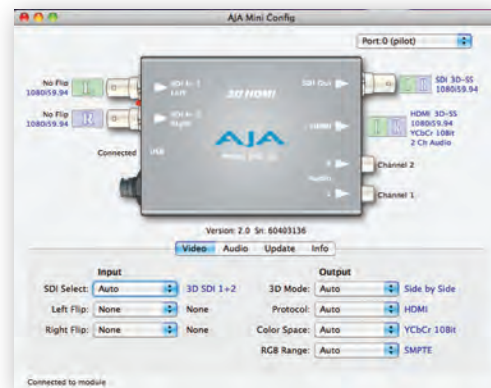 AJA Mini Config
Port:0 (pilot)
No Flip
1080i59.94
L
SDI In-1
Left
3D HDMI
SDI Out
SDI 3D-SS
1080i59.94
No Flip
1080i59.94
R
SDI In-2
Right
HDMI
HDMI 3D-SS
1080i59.94
YCbCr 10Bit
2 Ch Audio
L R
AJA
Connected
USB
2
Channel 2
Audio
1
Channel 1
Version: 2.0 Sn: 60403136
Video Audio Update Info
Input
Output
SDI Select: Auto 3D SDI 1+2
3D Mode: Auto Side by Side
Left Flip: None None
Protocol: Auto HDMI
Right Flip: None None
Color Space: Auto YCbCr 10Bit
RGB Range: Auto SMPTE
Connected to module